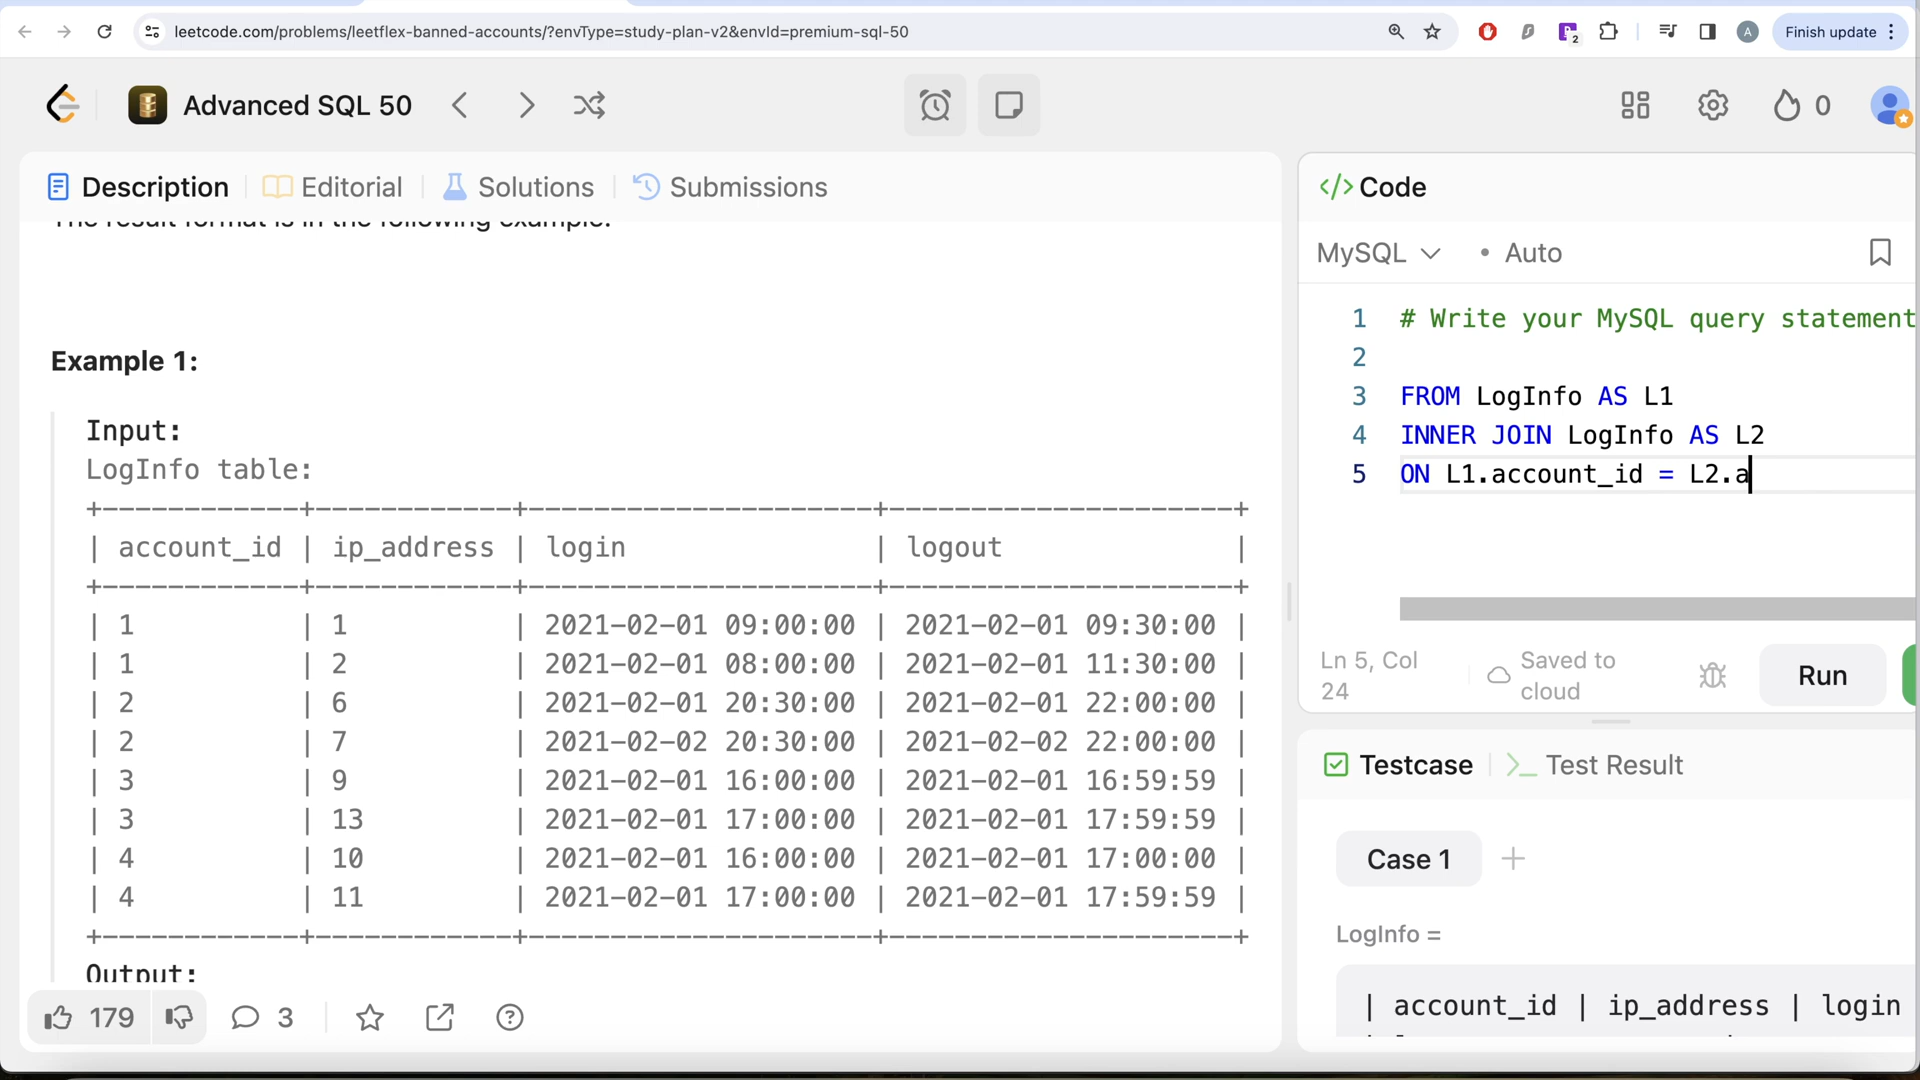 leetcode.com/problems/leetflex-banned-accounts/?envType=study-plan-v2&envId=premium-sql-50
2
A
Finish update
Advanced SQL 50
0
Description
Editorial
Solutions
Submissions
The result format is in the following example.
Example 1:
Input:
LogInfo table:
+-------------+------------+---------------------+---------------------+
| account_id | ip_address | login | logout |
+-------------+------------+---------------------+---------------------+
| 1 | 1 | 2021-02-01 09:00:00 | 2021-02-01 09:30:00 |
| 1 | 2 | 2021-02-01 08:00:00 | 2021-02-01 11:30:00 |
| 2 | 6 | 2021-02-01 20:30:00 | 2021-02-01 22:00:00 |
| 2 | 7 | 2021-02-02 20:30:00 | 2021-02-02 22:00:00 |
| 3 | 9 | 2021-02-01 16:00:00 | 2021-02-01 16:59:59 |
| 3 | 13 | 2021-02-01 17:00:00 | 2021-02-01 17:59:59 |
| 4 | 10 | 2021-02-01 16:00:00 | 2021-02-01 17:00:00 |
| 4 | 11 | 2021-02-01 17:00:00 | 2021-02-01 17:59:59 |
+-------------+------------+---------------------+---------------------+
Output:
179
3
</> Code
MySQL
• Auto
1 # Write your MySQL query statement
2
3 FROM LogInfo AS L1
4 INNER JOIN LogInfo AS L2
5 ON L1.account_id = L2.a
Ln 5, Col
24
Saved to
cloud
Run
Testcase
Test Result
Case 1
LogInfo =
| account_id | ip_address | login